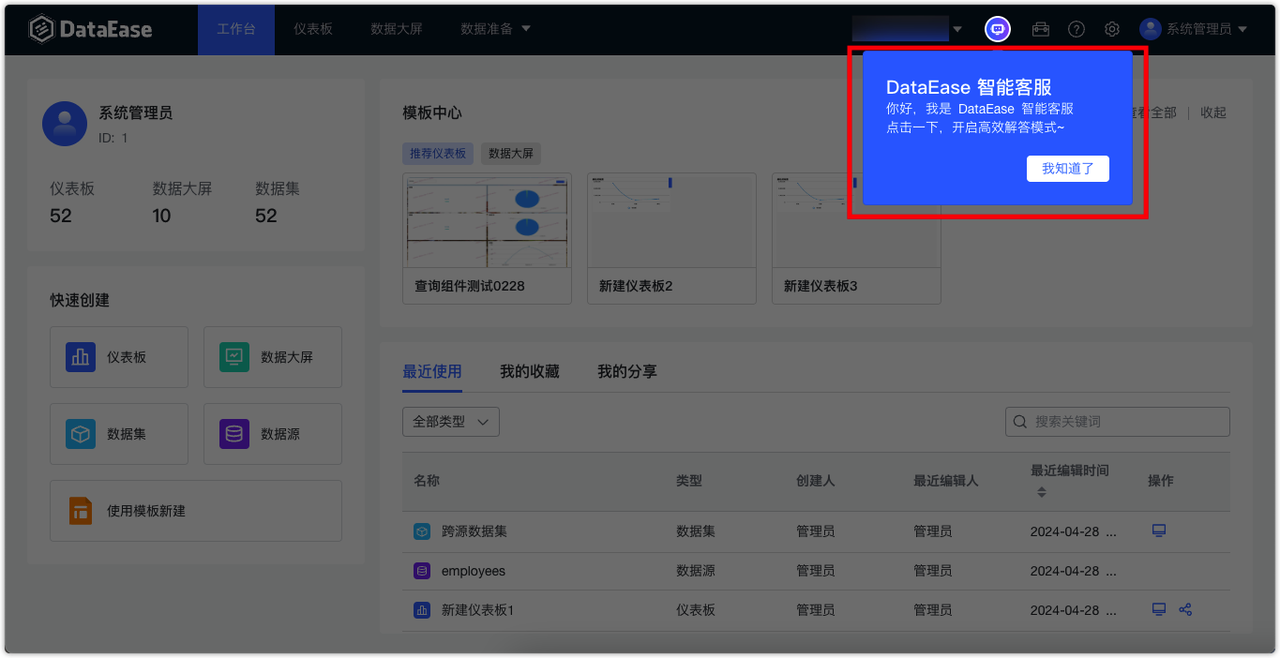 DataEase
工作台
仪表板
数据大屏
数据准备
系统管理员
系统管理员
ID: 1
仪表板
数据大屏
数据集
52
10
52
快速创建
仪表板
数据大屏
数据集
数据源
使用模板新建
模板中心
查看全部 | 收起
推荐仪表板
数据大屏
查询组件测试0228
新建仪表板2
新建仪表板3
DataEase 智能客服
你好，我是 DataEase 智能客服
点击一下，开启高效解答模式~
我知道了
最近使用
我的收藏
我的分享
全部类型
搜索关键词
名称 类型 创建人 最近编辑人 最近编辑时间 操作
跨源数据集 数据集 管理员 管理员 2024-04-28 ...
employees 数据源 管理员 管理员 2024-04-28 ...
新建仪表板1 仪表板 管理员 管理员 2024-04-28 ...